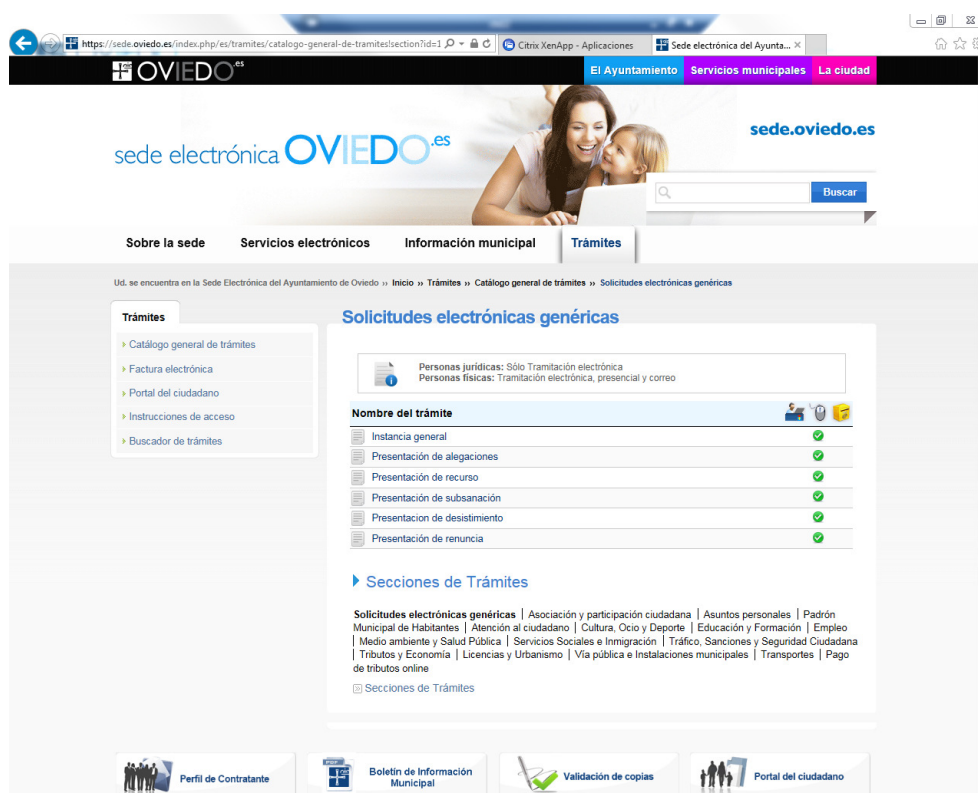 https://sede.oviedo.es/index.php/es/tramites/catalogo-general-de-tramites!section?id=1
Citrix XenApp - Aplicaciones
Sede electrónica del Ayunta...
OVIEDO.es
El Ayuntamiento
Servicios municipales
La ciudad
sede electrónica OVIEDO.es
sede.oviedo.es
Buscar
Sobre la sede
Servicios electrónicos
Información municipal
Trámites
Ud. se encuentra en la Sede Electrónica del Ayuntamiento de Oviedo ›› Inicio ›› Trámites ›› Catálogo general de trámites ›› Solicitudes electrónicas genéricas
Trámites
Catálogo general de trámites
Factura electrónica
Portal del ciudadano
Instrucciones de acceso
Buscador de trámites
Solicitudes electrónicas genéricas
Personas jurídicas: Sólo Tramitación electrónica
Personas físicas: Tramitación electrónica, presencial y correo
Nombre del trámite
Instancia general
Presentación de alegaciones
Presentación de recurso
Presentación de subsanación
Presentacion de desistimiento
Presentación de renuncia
Secciones de Trámites
Solicitudes electrónicas genéricas | Asociación y participación ciudadana | Asuntos personales | Padrón
Municipal de Habitantes | Atención al ciudadano | Cultura, Ocio y Deporte | Educación y Formación | Empleo
| Medio ambiente y Salud Pública | Servicios Sociales e Inmigración | Tráfico, Sanciones y Seguridad Ciudadana
| Tributos y Economía | Licencias y Urbanismo | Vía pública e Instalaciones municipales | Transportes | Pago
de tributos online
Secciones de Trámites
Perfil de Contratante
PDF
Boletín de Información
Municipal
Validación de copias
Portal del ciudadano